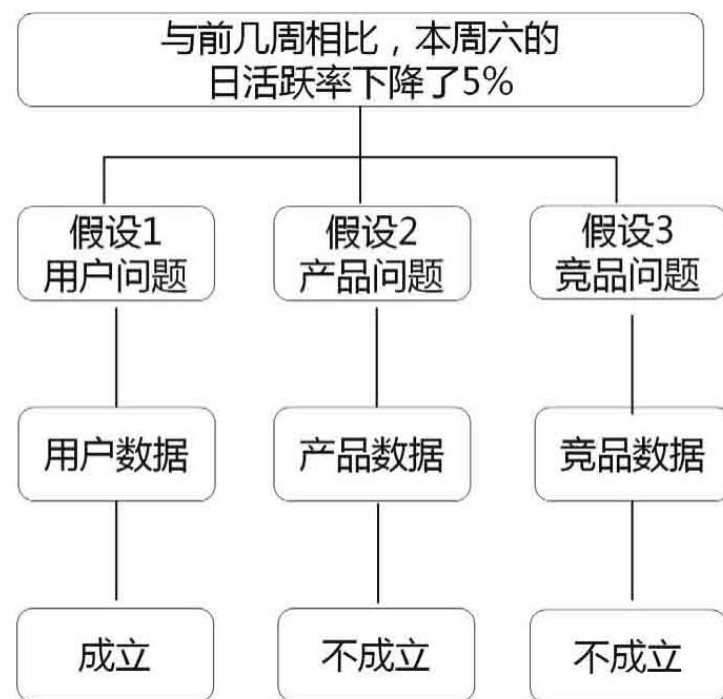 与前几周相比，本周六的
日活跃率下降了5%
假设1
用户问题
假设2
产品问题
假设3
竞品问题
用户数据
产品数据
竞品数据
成立
不成立
不成立